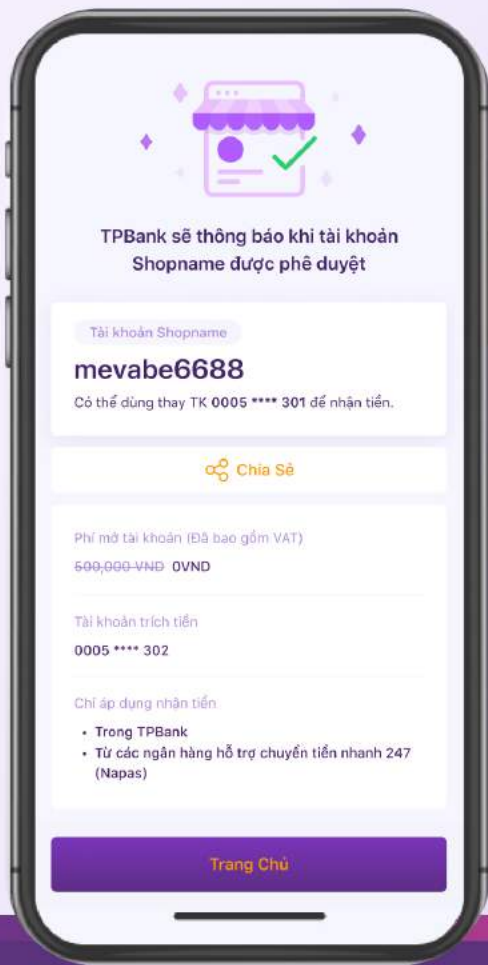 TPBank sẽ thông báo khi tài khoản
Shopname được phê duyệt
Tài khoản Shopname
mevabe6688
Có thể dùng thay TK 0005 **** 301 để nhận tiền.
Chia Sẻ
Phí mở tài khoản (Đã bao gồm VAT)
500,000 VND 0VND
Tài khoản trích tiền
0005 **** 302
Chỉ áp dụng nhận tiền
• Trong TPBank
• Từ các ngân hàng hỗ trợ chuyển tiền nhanh 247
(Napas)
Trang Chủ